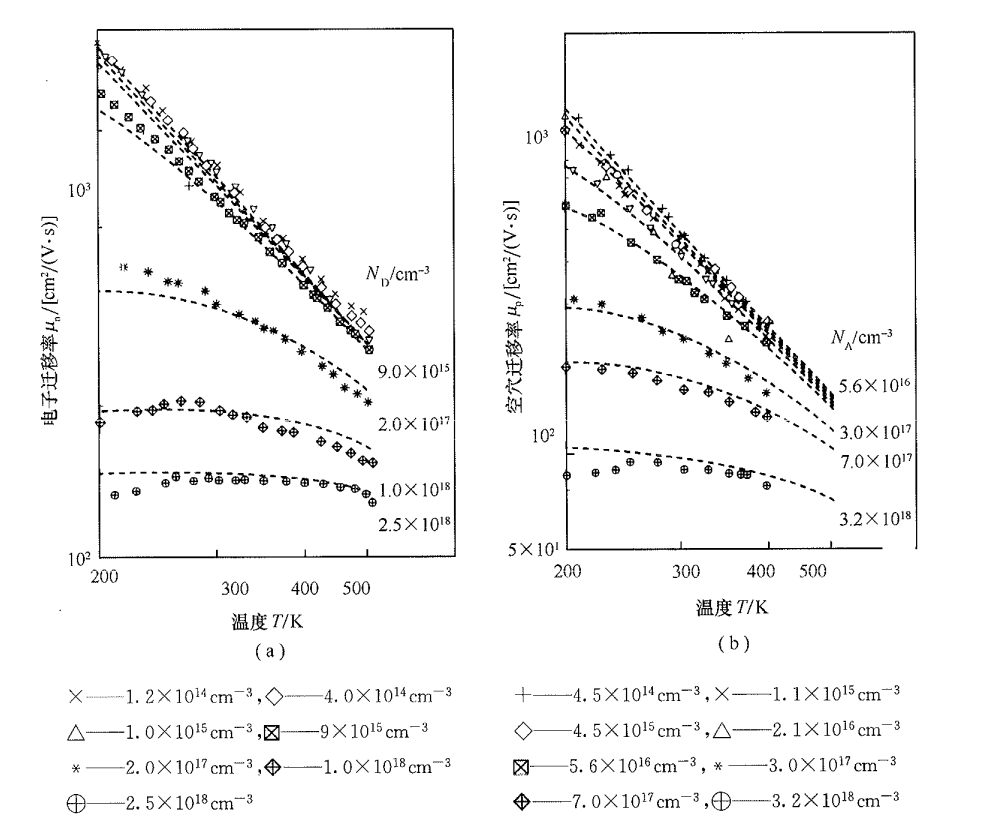 10³
10²
200
300
400
500
电子迁移率 μn/[cm²/(V·s)]
ND/cm⁻³
9.0×10¹⁵
2.0×10¹⁷
1.0×10¹⁸
2.5×10¹⁸
温度 T/K
(a)
10³
10²
5×10¹
200
300
400
500
空穴迁移率 μp/[cm²/(V·s)]
NA/cm⁻³
5.6×10¹⁶
3.0×10¹⁷
7.0×10¹⁷
3.2×10¹⁸
温度 T/K
(b)
×——1.2×10¹⁴cm⁻³,◇——4.0×10¹⁴cm⁻³
△——1.0×10¹⁵cm⁻³,⊠——9×10¹⁵cm⁻³
*——2.0×10¹⁷cm⁻³,⌖——1.0×10¹⁸cm⁻³
⊕——2.5×10¹⁸cm⁻³
+——4.5×10¹⁴cm⁻³,×——1.1×10¹⁵cm⁻³
◇——4.5×10¹⁵cm⁻³,△——2.1×10¹⁶cm⁻³
⊠——5.6×10¹⁶cm⁻³,*——3.0×10¹⁷cm⁻³
⌖——7.0×10¹⁷cm⁻³,⊕——3.2×10¹⁸cm⁻³